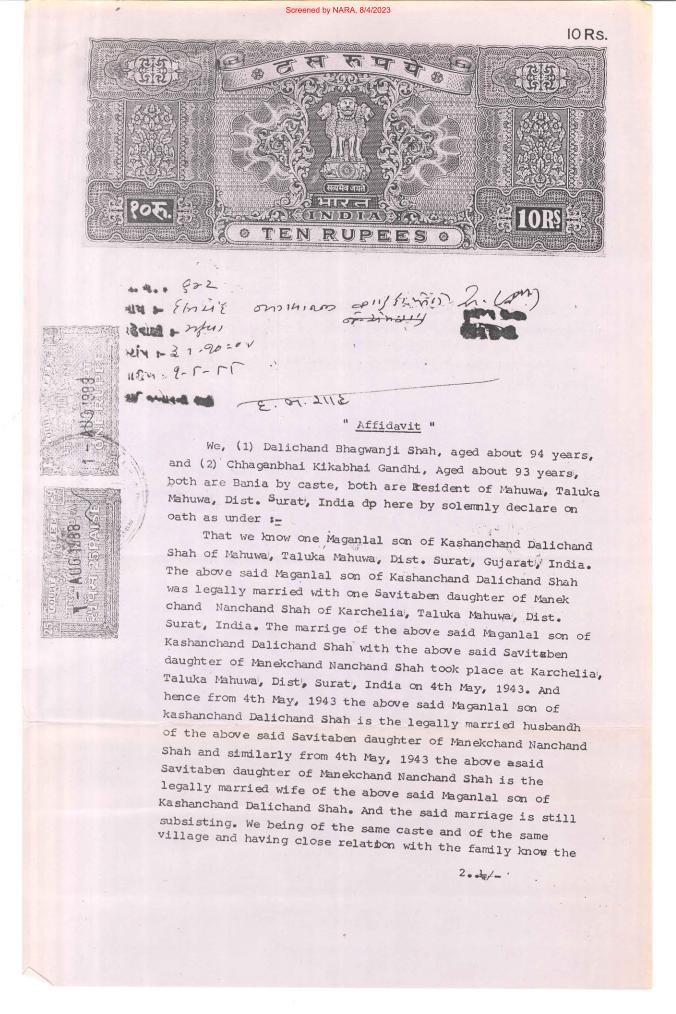 Screened by NARA, 8/4/2023
10 Rs.
दस रुपये
सत्यमेव जयते
भारत
INDIA
१०रु.
10RS
TEN RUPEES
૬૪૨
૧-૮-૮૮
દ. બ. શાહ
1-AUG 1988
1-AUG 1988
25 PAISE
" Affidavit "
We, (1) Dalichand Bhagwanji Shah, aged about 94 years,
and (2) Chhaganbhai Kikabhai Gandhi, Aged about 93 years,
both are Bania by caste, both are Resident of Mahuwa, Taluka
Mahuwa, Dist. Surat, India dp here by solemnly declare on
oath as under :-
That we know one Maganlal son of Kashanchand Dalichand
Shah of Mahuwa, Taluka Mahuwa, Dist. Surat, Gujarat, India.
The above said Maganlal son of Kashanchand Dalichand Shah
was legally married with one Savitaben daughter of Manek
chand Nanchand Shah of Karchelia, Taluka Mahuwa, Dist.
Surat, India. The marrige of the above said Maganlal son of
Kashanchand Dalichand Shah with the above said Savitaben
daughter of Manekchand Nanchand Shah took place at Karchelia,
Taluka Mahuwa, Dist, Surat, India on 4th May, 1943. And
hence from 4th May, 1943 the above said Maganlal son of
kashanchand Dalichand Shah is the legally married husbandh
of the above said Savitaben daughter of Manekchand Nanchand
Shah and similarly from 4th May, 1943 the above asaid
Savitaben daughter of Manekchand Nanchand Shah is the
legally married wife of the above said Maganlal son of
Kashanchand Dalichand Shah. And the said marriage is still
subsisting. We being of the same caste and of the same
village and having close relation with the family know the
2../-